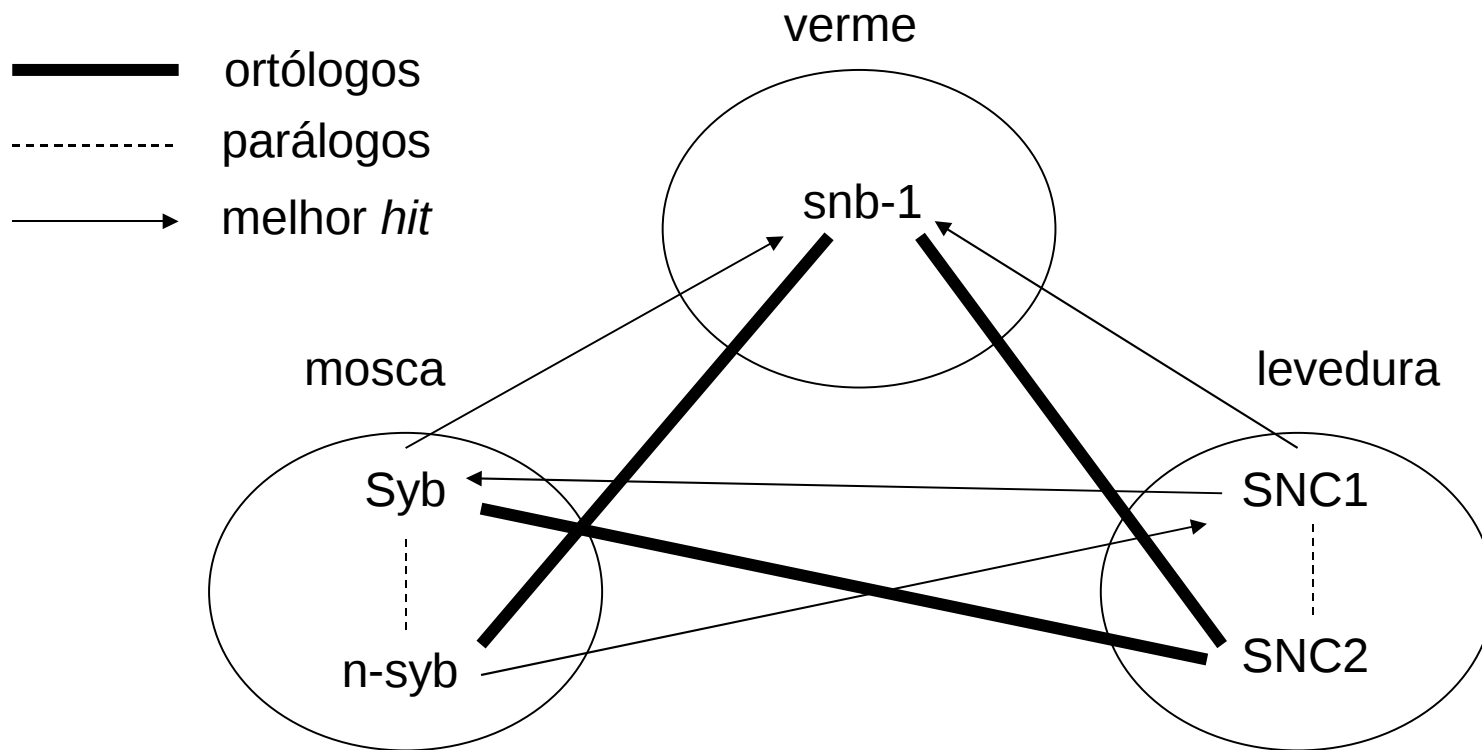 verme
ortólogos
parálogos
melhor hit
snb-1
mosca
levedura
Syb
SNC1
n-syb
SNC2